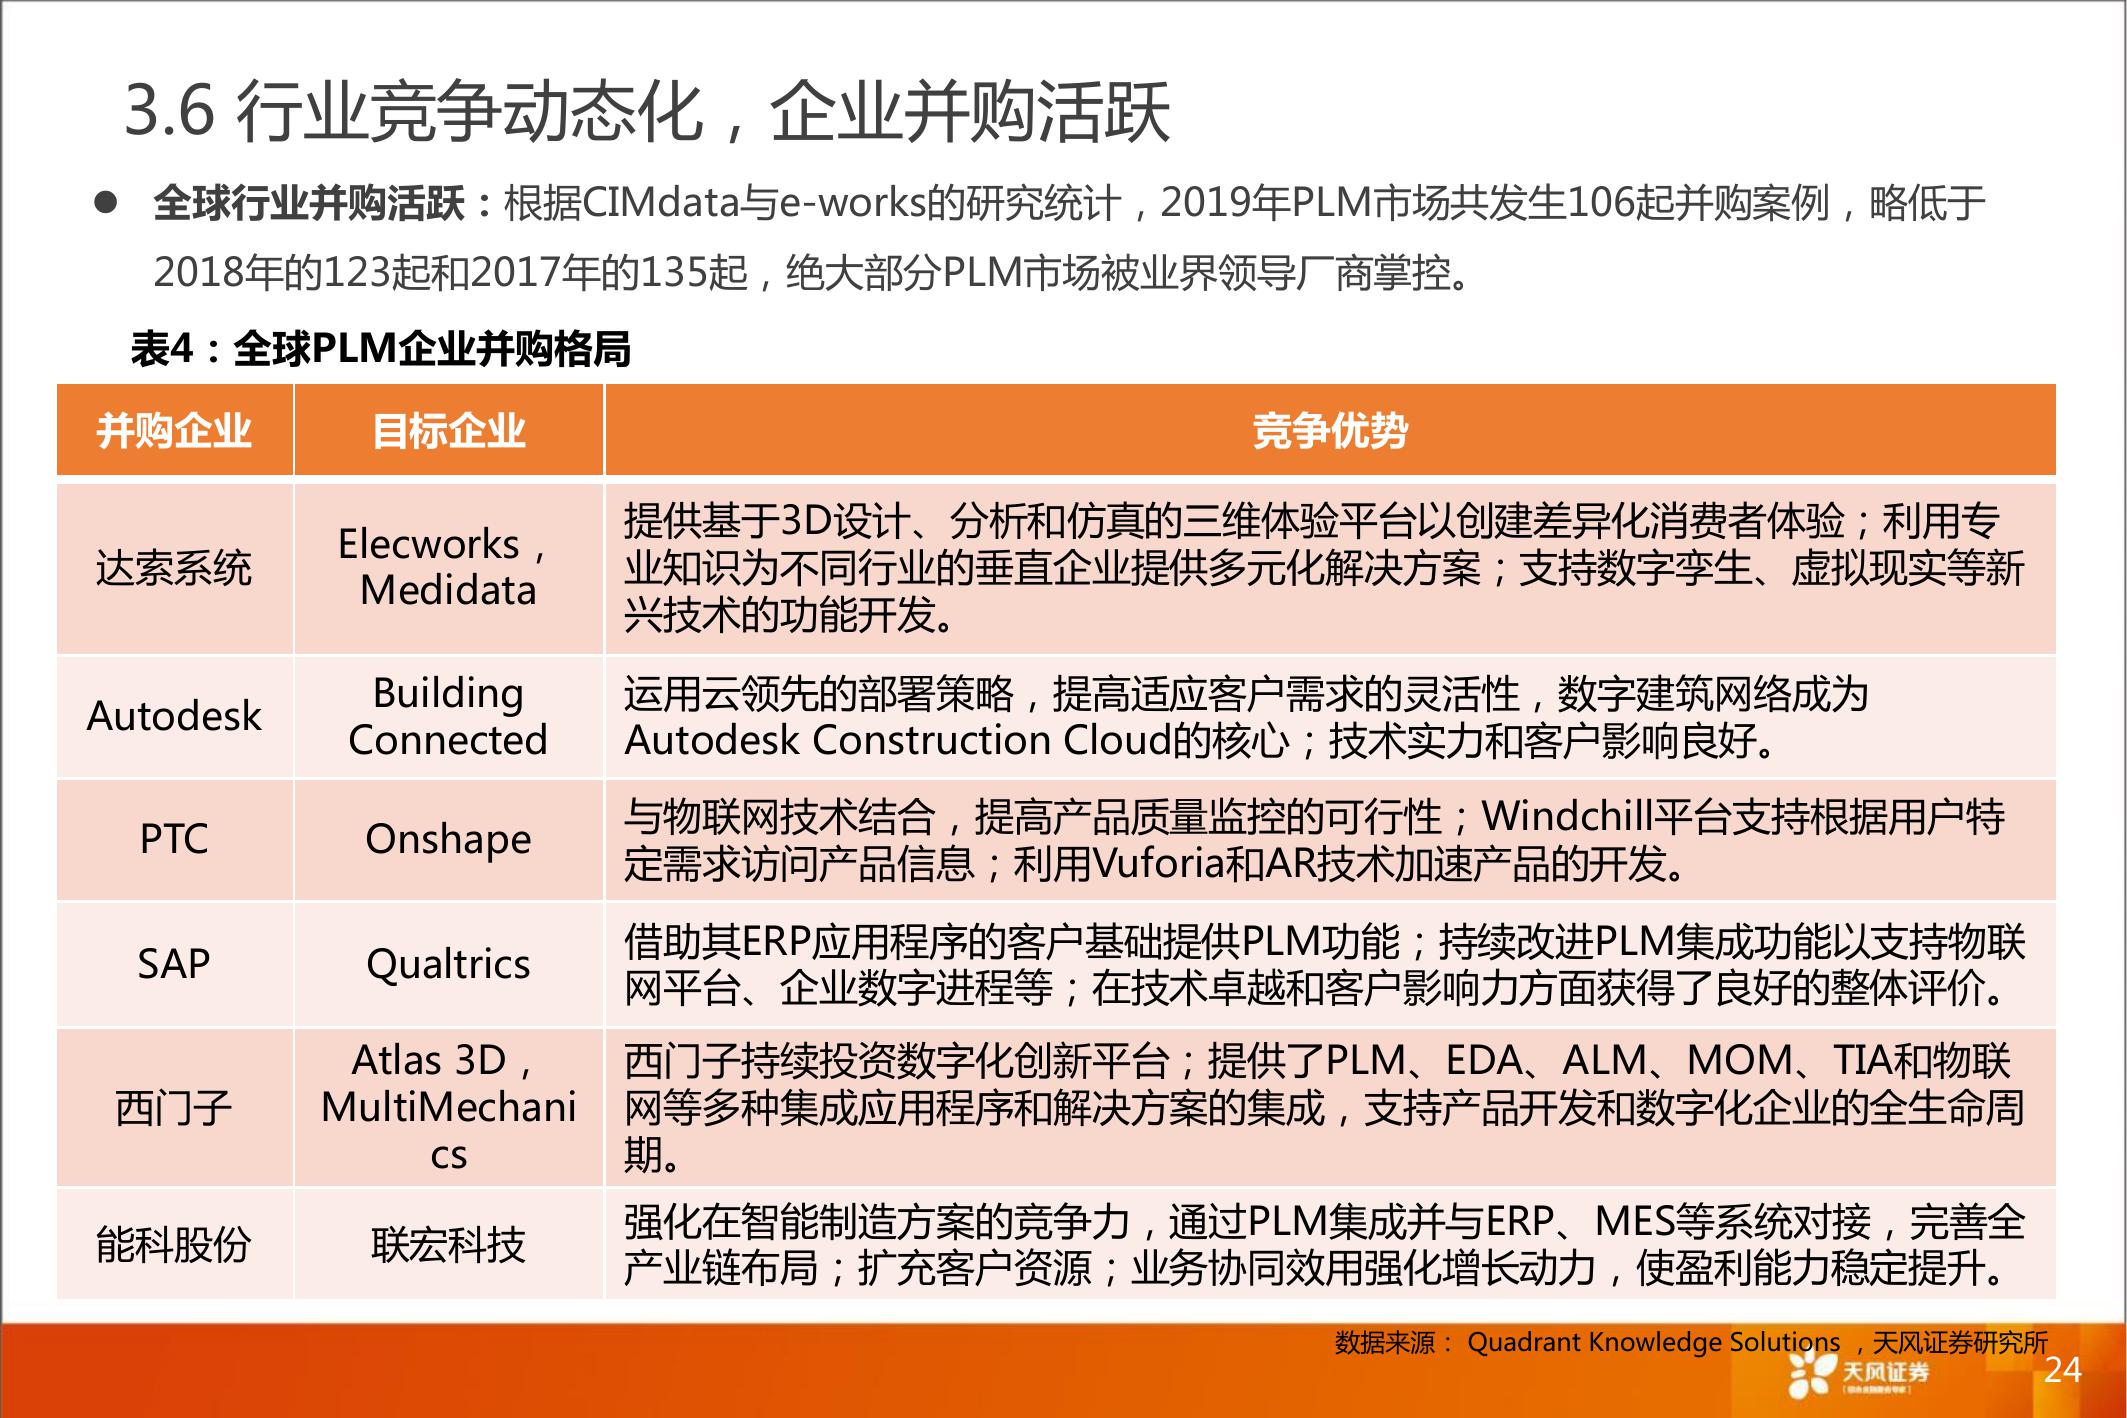 3.6 行业竞争动态化，企业并购活跃
● 全球行业并购活跃：根据CIMdata与e-works的研究统计，2019年PLM市场共发生106起并购案例，略低于
2018年的123起和2017年的135起，绝大部分PLM市场被业界领导厂商掌控。
表4：全球PLM企业并购格局
并购企业 目标企业 竞争优势
达索系统
Elecworks，
Medidata
提供基于3D设计、分析和仿真的三维体验平台以创建差异化消费者体验；利用专
业知识为不同行业的垂直企业提供多元化解决方案；支持数字孪生、虚拟现实等新
兴技术的功能开发。
Autodesk
Building
Connected
运用云领先的部署策略，提高适应客户需求的灵活性，数字建筑网络成为
Autodesk Construction Cloud的核心；技术实力和客户影响良好。
PTC
Onshape
与物联网技术结合，提高产品质量监控的可行性；Windchill平台支持根据用户特
定需求访问产品信息；利用Vuforia和AR技术加速产品的开发。
SAP
Qualtrics
借助其ERP应用程序的客户基础提供PLM功能；持续改进PLM集成功能以支持物联
网平台、企业数字进程等；在技术卓越和客户影响力方面获得了良好的整体评价。
西门子
Atlas 3D，
MultiMechani
cs
西门子持续投资数字化创新平台；提供了PLM、EDA、ALM、MOM、TIA和物联
网等多种集成应用程序和解决方案的集成，支持产品开发和数字化企业的全生命周
期。
能科股份
联宏科技
强化在智能制造方案的竞争力，通过PLM集成并与ERP、MES等系统对接，完善全
产业链布局；扩充客户资源；业务协同效用强化增长动力，使盈利能力稳定提升。
数据来源： Quadrant Knowledge Solutions ，天风证券研究所
天风证券
24